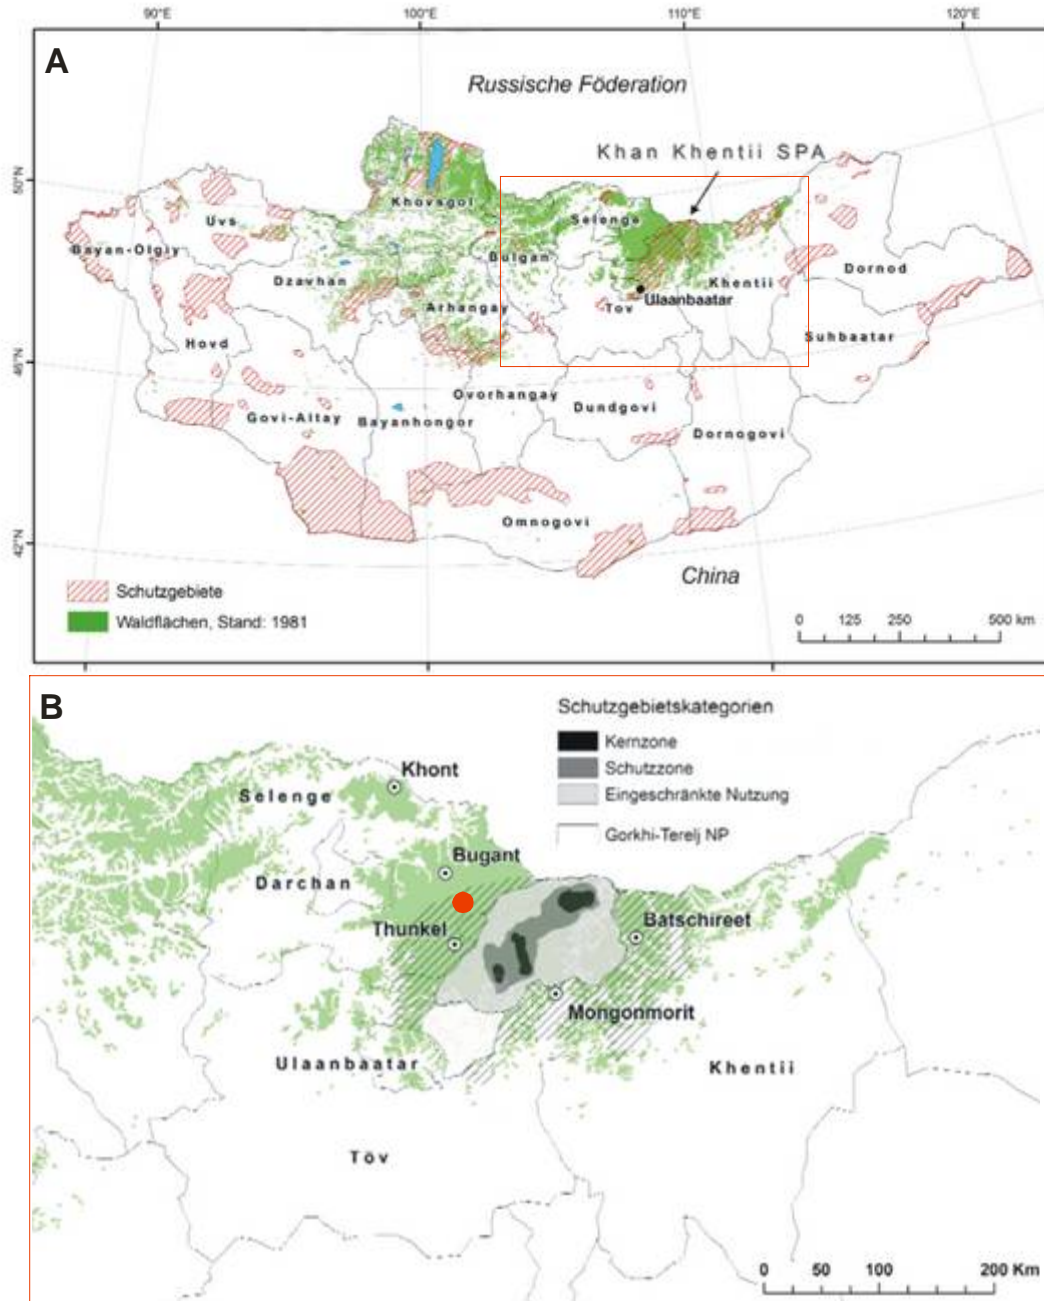 90°E 100°E 110°E 120°E
A
Russische Föderation
Khan Khentii SPA
50°N
Khovsgol
Selenge
Uvs
Bayan-Olgiy
Bulgan
Dzavhan
Khentii
Dornod
Arhangay
Ulaanbaatar
Tov
Suhbaatar
Hovd
46°N
Ovorhangay
Dundgovi
Govi-Altay
Bayanhongor
Dornogovi
Omnogovi
42°N
China
Schutzgebiete
Waldflächen, Stand: 1981
0 125 250 500 km
B
Schutzgebietskategorien
Kernzone
Schutzzone
Eingeschränkte Nutzung
Gorkhi-Terelj NP
Khont
Selenge
Bugant
Darchan
Thunkel
Batschireet
Mongonmorit
Ulaanbaatar
Khentii
Töv
0 50 100 200 Km